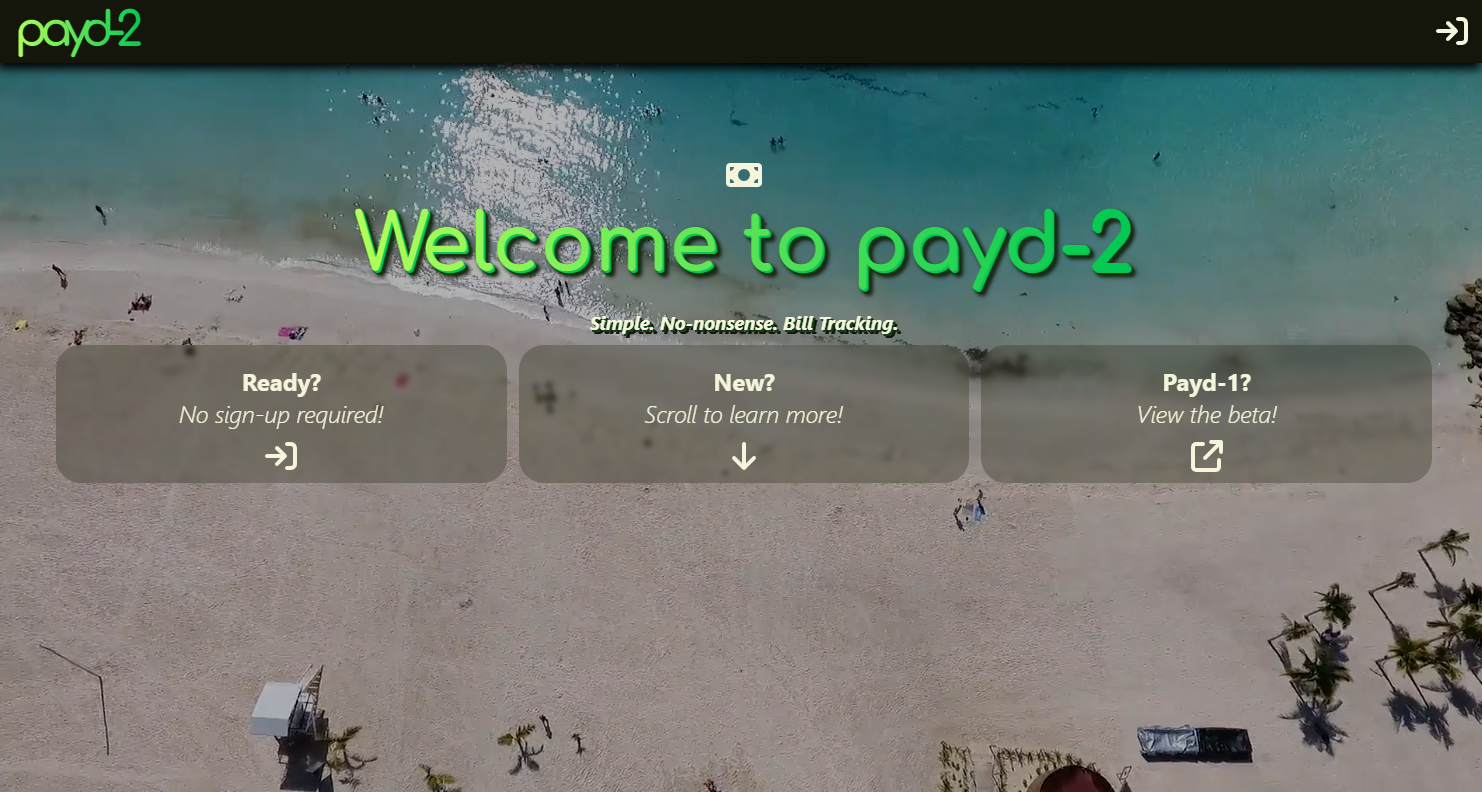 payd-2
Welcome to payd-2
Simple. No-nonsense. Bill Tracking.
Ready?
No sign-up required!
New?
Scroll to learn more!
Payd-1?
View the beta!